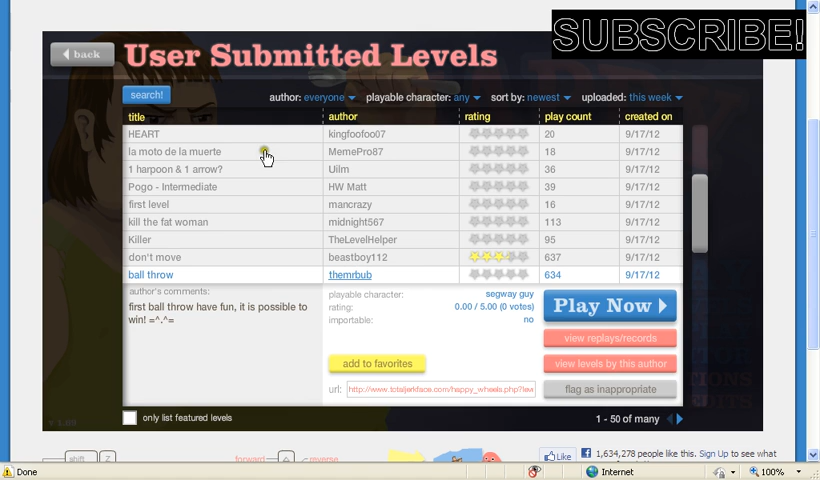 SUBSCRIBE!
back
User Submitted Levels
search!
author: everyone playable character: any sort by: newest uploaded: this week
title author rating play count created on
HEART kingfoofoo07 20 9/17/12
la moto de la muerte MemePro87 18 9/17/12
1 harpoon & 1 arrow? Uilm 36 9/17/12
Pogo - Intermediate HW Matt 39 9/17/12
first level mancrazy 16 9/17/12
kill the fat woman midnight567 113 9/17/12
Killer TheLevelHelper 95 9/17/12
don't move beastboy112 637 9/17/12
ball throw themrbub 634 9/17/12
author's comments:
first ball throw have fun, it is possible to
win! =^.^=
playable character: segway guy
rating: 0.00 / 5.00 (0 votes)
importable: no
Play Now
view replays/records
add to favorites
view levels by this author
url: http://www.totaljerkface.com/happy_wheels.php?lev
flag as inappropriate
only list featured levels
1 - 50 of many
shift Z forward reverse
Like 1,634,278 people like this. Sign Up to see what
Done Internet 100%